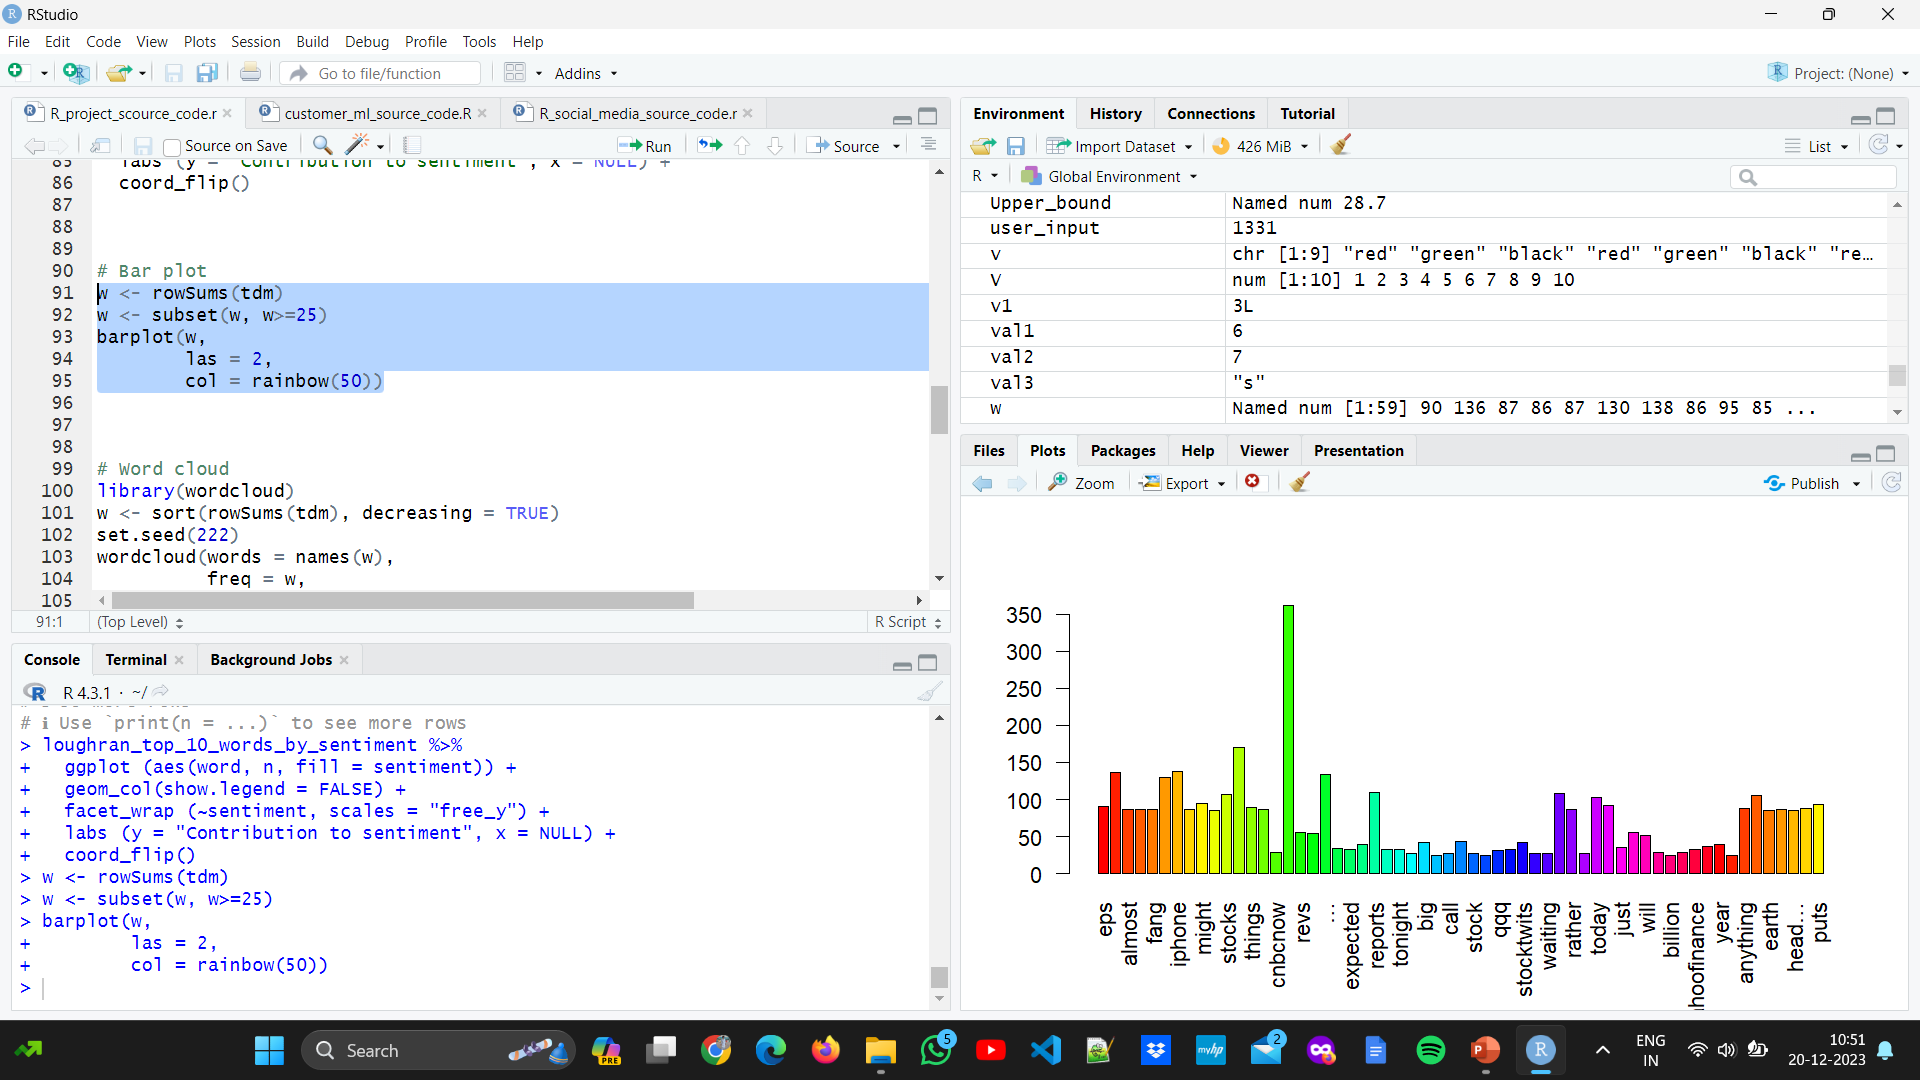 RStudio
File Edit Code View Plots Session Build Debug Profile Tools Help
Go to file/function Addins Project: (None)
R_project_scource_code.r customer_ml_source_code.R R_social_media_source_code.r
Source on Save Run Source
85 labs (y = "Contribution to sentiment", x = NULL) +
86 coord_flip()
87
88
89
90 # Bar plot
91 w <- rowSums(tdm)
92 w <- subset(w, w>=25)
93 barplot(w,
94 las = 2,
95 col = rainbow(50))
96
97
98
99 # Word cloud
100 library(wordcloud)
101 w <- sort(rowSums(tdm), decreasing = TRUE)
102 set.seed(222)
103 wordcloud(words = names(w),
104 freq = w,
105
91:1 (Top Level) R Script
Console Terminal Background Jobs
R 4.3.1 · ~/
# ℹ Use `print(n = ...)` to see more rows
> loughran_top_10_words_by_sentiment %>%
+ ggplot (aes(word, n, fill = sentiment)) +
+ geom_col(show.legend = FALSE) +
+ facet_wrap (~sentiment, scales = "free_y") +
+ labs (y = "Contribution to sentiment", x = NULL) +
+ coord_flip()
> w <- rowSums(tdm)
> w <- subset(w, w>=25)
> barplot(w,
+ las = 2,
+ col = rainbow(50))
>
Environment History Connections Tutorial
Import Dataset 426 MiB List
R Global Environment
Upper_bound Named num 28.7
user_input 1331
v chr [1:9] "red" "green" "black" "red" "green" "black" "re…
V num [1:10] 1 2 3 4 5 6 7 8 9 10
v1 3L
val1 6
val2 7
val3 "s"
w Named num [1:59] 90 136 87 86 87 130 138 86 95 85 ...
Files Plots Packages Help Viewer Presentation
Zoom Export Publish
350
300
250
200
150
100
50
0
eps almost fang iphone might stocks things cnbcnow revs … expected reports tonight big call stock qqq stocktwits waiting rather today just will billion hoofinance year anything earth head… puts
Search PRE 5 myhp 2 ENG IN 10:51 20-12-2023